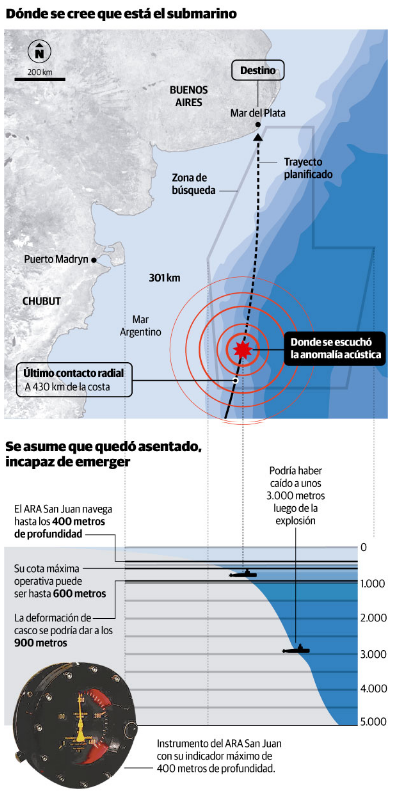 Dónde se cree que está el submarino
N
200 km
Destino
BUENOS
AIRES
Mar del Plata
Zona de
búsqueda
Trayecto
planificado
Puerto Madryn
301 km
CHUBUT
Mar
Argentino
Donde se escuchó
la anomalía acústica
Último contacto radial
A 430 km de la costa
Se asume que quedó asentado,
incapaz de emerger
Podría haber
caído a unos
3.000 metros
luego de la
explosión
El ARA San Juan navega
hasta los 400 metros
de profundidad
Su cota máxima
operativa puede
ser hasta 600 metros
La deformación de
casco se podría dar a los
900 metros
0
1.000
2.000
3.000
4.000
5.000
Instrumento del ARA San Juan
con su indicador máximo de
400 metros de profundidad.